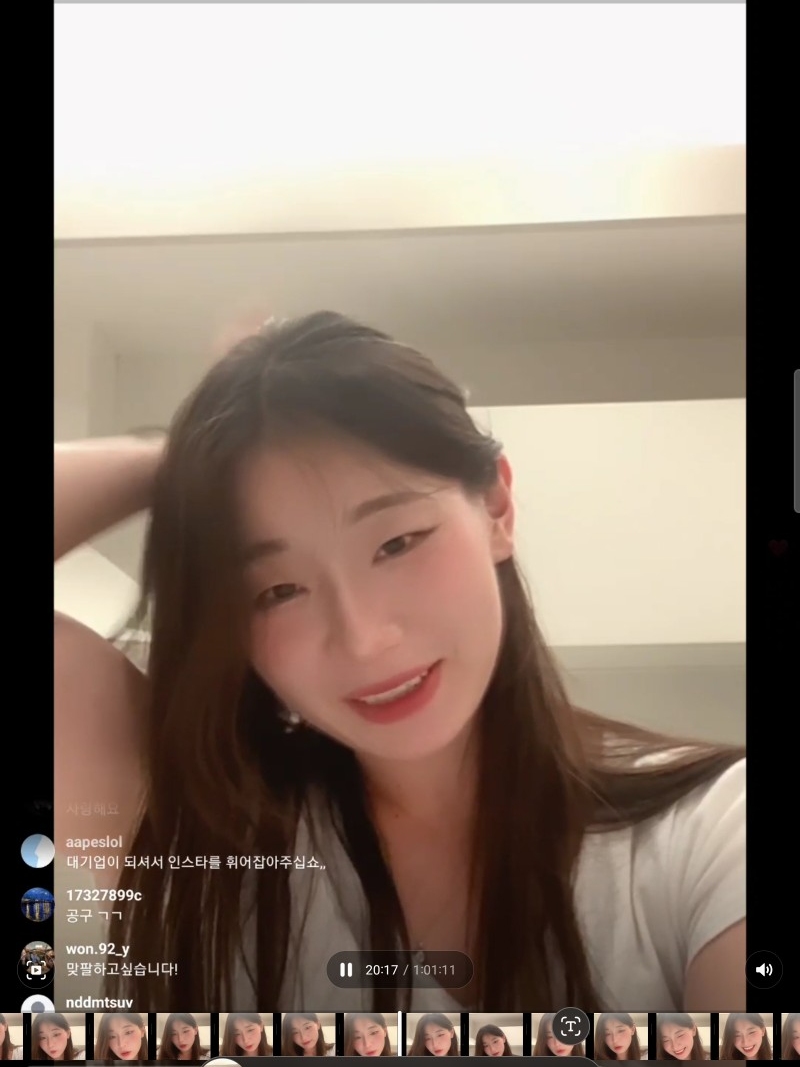 사랑해요
aapeslol
대기업이 되셔서 인스타를 휘어잡아주십쇼,,
17327899c
공구 ㄱㄱ
won.92_y
맞팔하고싶습니다!
nddmtsuv
20:17 / 1:01:11
T